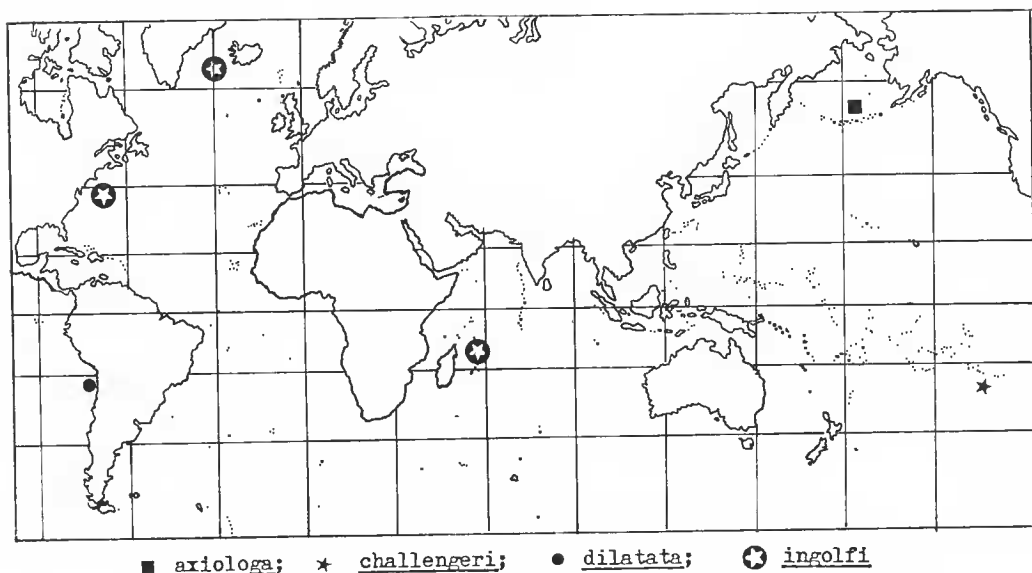 ■ axiologa; ★ challengeri; ● dilatata; ✪ ingolfi